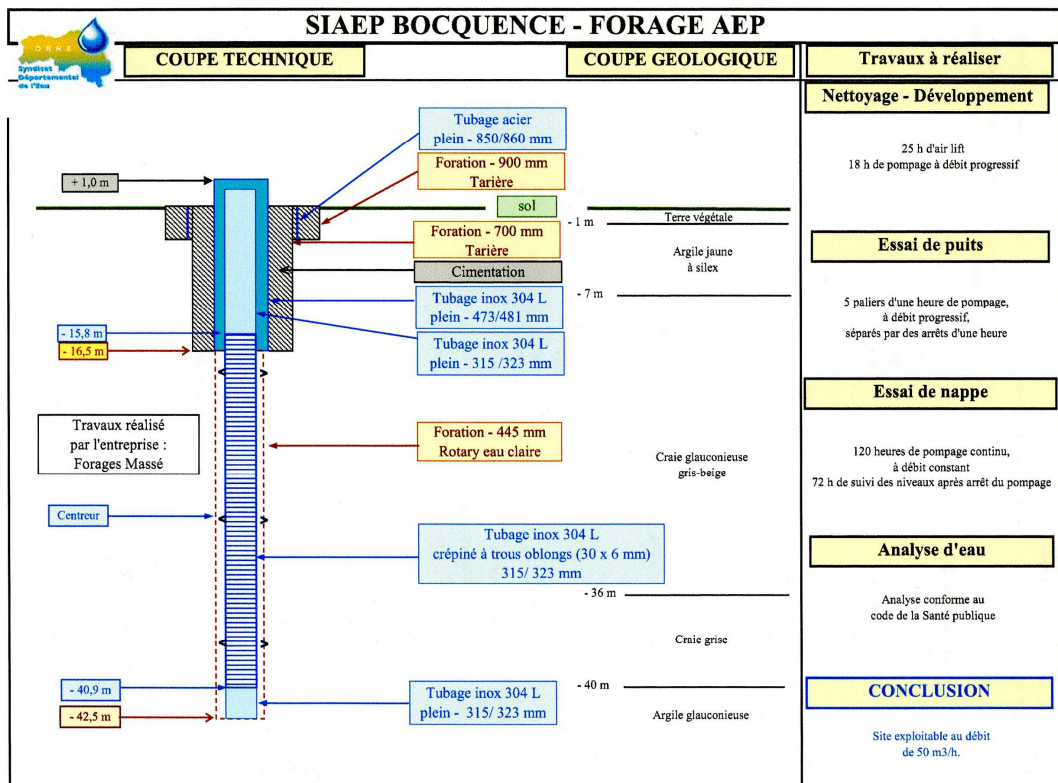 SIAEP BOCQUENCE - FORAGE AEP
ORNE
Syndicat
Départemental
de l'Eau
COUPE TECHNIQUE
COUPE GEOLOGIQUE
Travaux à réaliser
+ 1,0 m
- 15,8 m
- 16,5 m
Travaux réalisé
par l'entreprise :
Forages Massé
Centreur
- 40,9 m
- 42,5 m
Tubage acier
plein - 850/860 mm
Foration - 900 mm
Tarière
sol
Foration - 700 mm
Tarière
Cimentation
Tubage inox 304 L
plein - 473/481 mm
Tubage inox 304 L
plein - 315 /323 mm
Foration - 445 mm
Rotary eau claire
Tubage inox 304 L
crépiné à trous oblongs (30 x 6 mm)
315/ 323 mm
Tubage inox 304 L
plein - 315/ 323 mm
- 1 m
Terre végétale
Argile jaune
à silex
- 7 m
Craie glauconieuse
gris-beige
- 36 m
Craie grise
- 40 m
Argile glauconieuse
Nettoyage - Développement
25 h d'air lift
18 h de pompage à débit progressif
Essai de puits
5 paliers d'une heure de pompage,
à débit progressif,
séparés par des arrêts d'une heure
Essai de nappe
120 heures de pompage continu,
à débit constant
72 h de suivi des niveaux après arrêt du pompage
Analyse d'eau
Analyse conforme au
code de la Santé publique
CONCLUSION
Site exploitable au débit
de 50 m3/h.